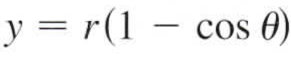 y = r(1 − cos θ)